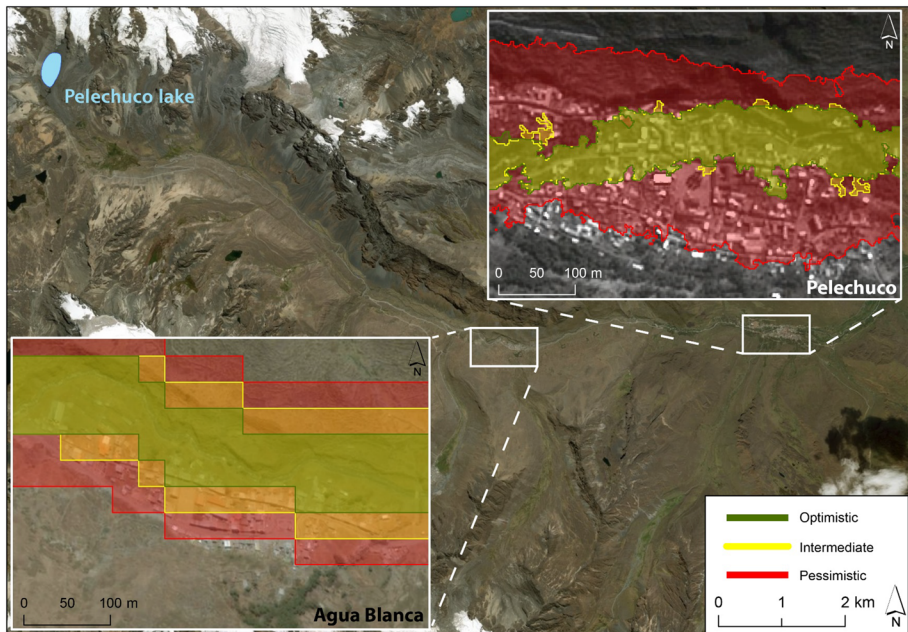 Pelechuco lake
N
0 50 100 m
Pelechuco
N
0 50 100 m
Agua Blanca
Optimistic
Intermediate
Pessimistic
0 1 2 km
N